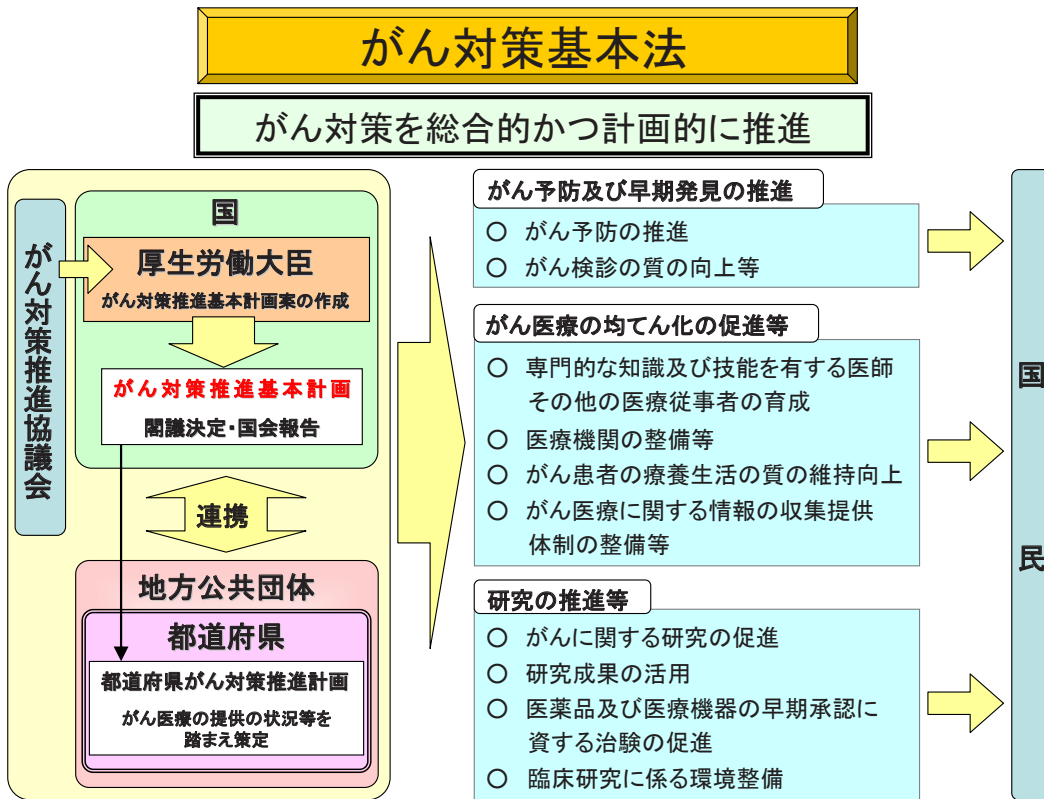 がん対策基本法
がん対策を総合的かつ計画的に推進
がん対策推進協議会
国
厚生労働大臣
がん対策推進基本計画案の作成
がん対策推進基本計画
閣議決定・国会報告
連携
地方公共団体
都道府県
都道府県がん対策推進計画
がん医療の提供の状況等を
踏まえ策定
がん予防及び早期発見の推進
○ がん予防の推進
○ がん検診の質の向上等
がん医療の均てん化の促進等
○ 専門的な知識及び技能を有する医師
その他の医療従事者の育成
○ 医療機関の整備等
○ がん患者の療養生活の質の維持向上
○ がん医療に関する情報の収集提供
体制の整備等
研究の推進等
○ がんに関する研究の促進
○ 研究成果の活用
○ 医薬品及び医療機器の早期承認に
資する治験の促進
○ 臨床研究に係る環境整備
国民